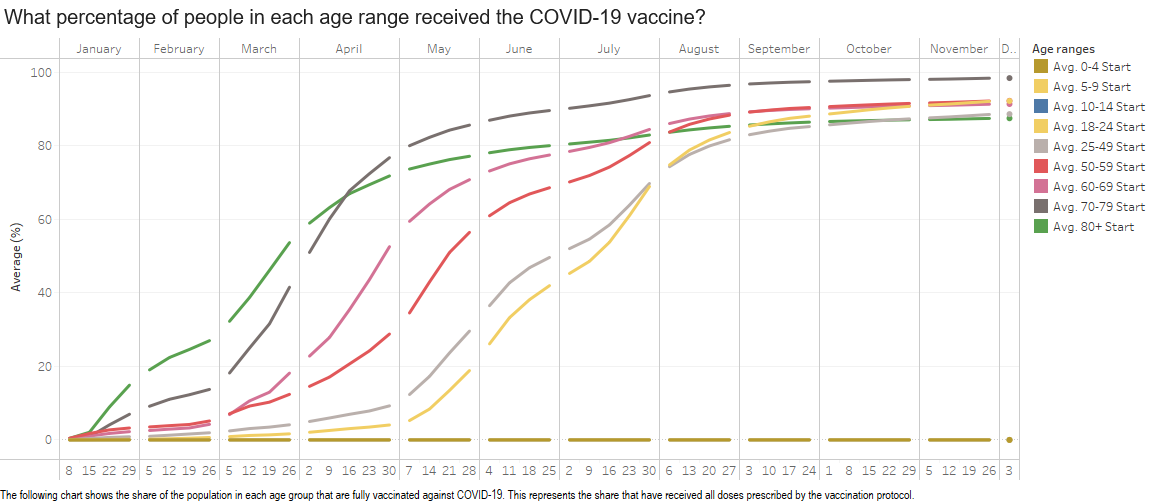 What percentage of people in each age range received the COVID-19 vaccine?
January February March April May June July August September October November D..
Age ranges
Avg. 0-4 Start
Avg. 5-9 Start
Avg. 10-14 Start
Avg. 18-24 Start
Avg. 25-49 Start
Avg. 50-59 Start
Avg. 60-69 Start
Avg. 70-79 Start
Avg. 80+ Start
Average (%)
100
80
60
40
20
0
8 15 22 29 5 12 19 26 5 12 19 26 2 9 16 23 30 7 14 21 28 4 11 18 25 2 9 16 23 30 6 13 20 27 3 10 17 24 1 8 15 22 29 5 12 19 26 3
The following chart shows the share of the population in each age group that are fully vaccinated against COVID-19. This represents the share that have received all doses prescribed by the vaccination protocol.